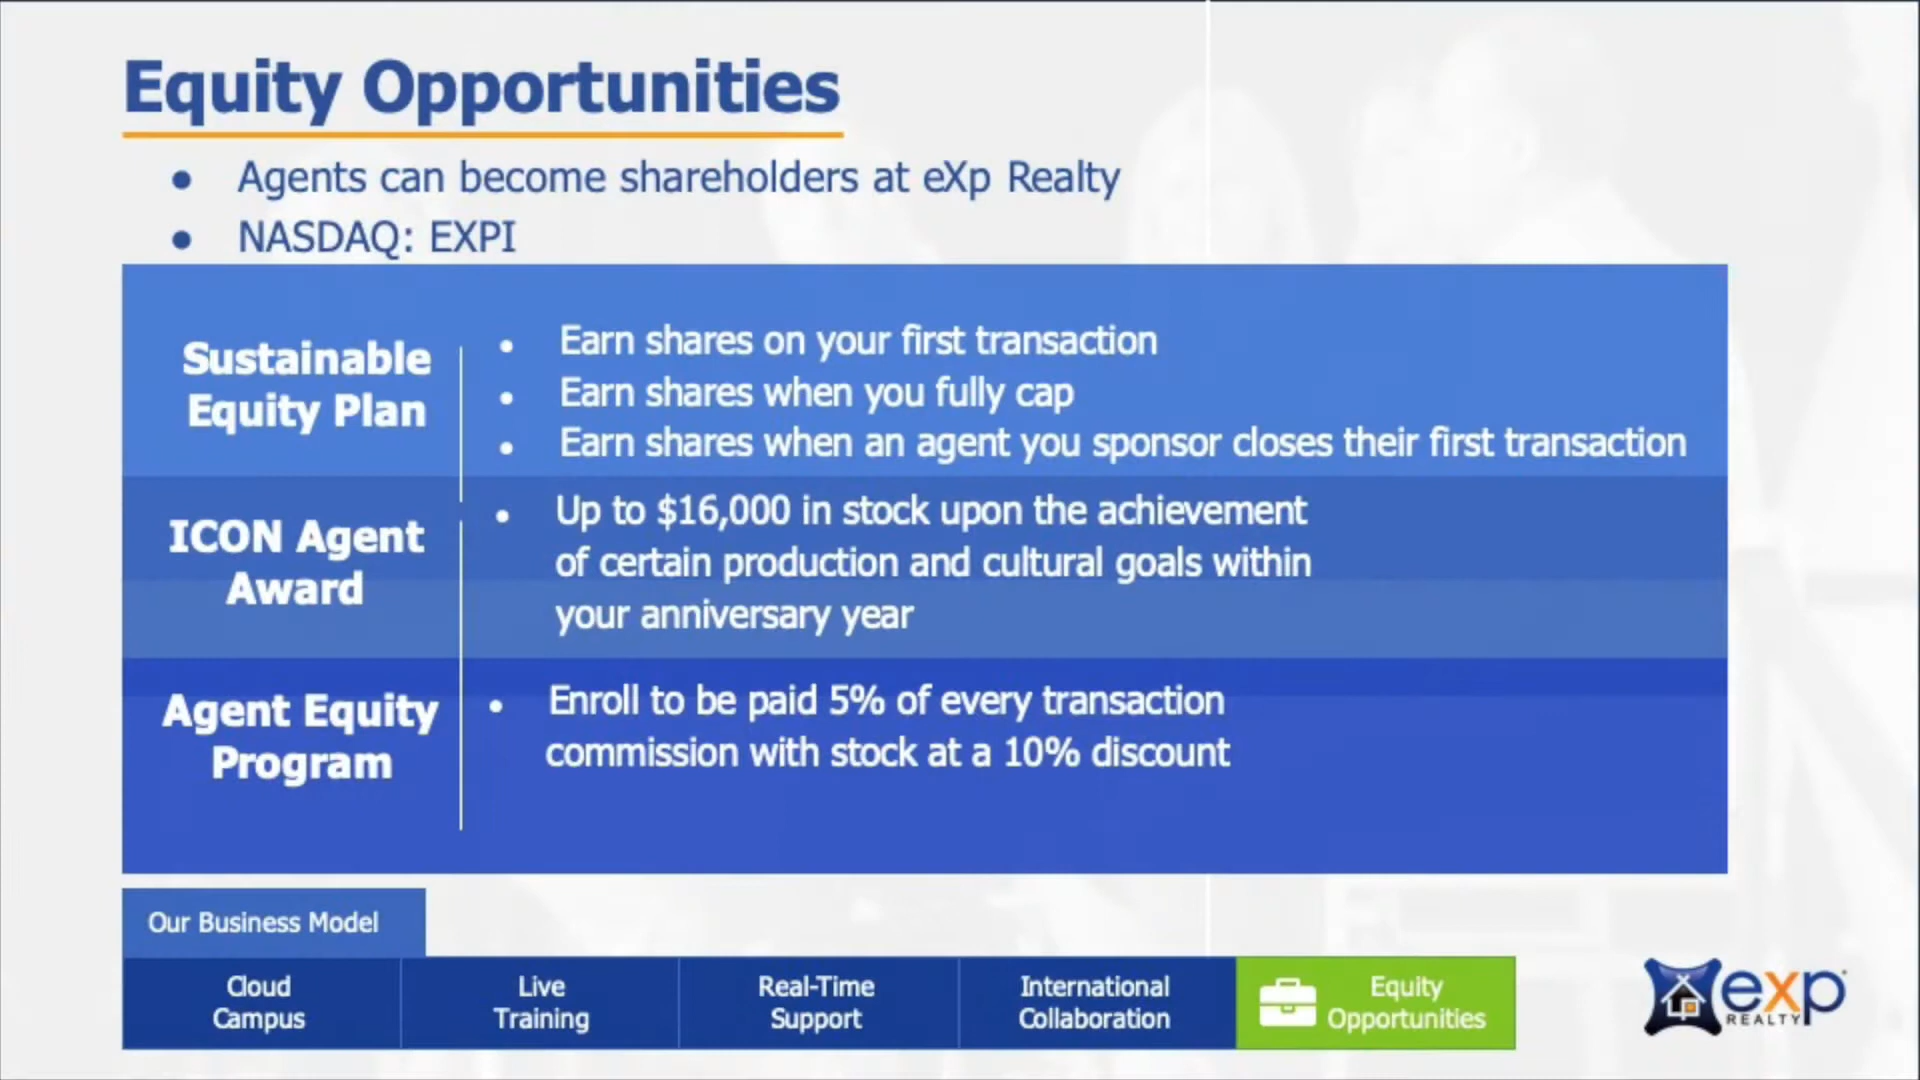 Equity Opportunities
• Agents can become shareholders at eXp Realty
• NASDAQ: EXPI
Sustainable
Equity Plan
• Earn shares on your first transaction
• Earn shares when you fully cap
• Earn shares when an agent you sponsor closes their first transaction
ICON Agent
Award
• Up to $16,000 in stock upon the achievement
of certain production and cultural goals within
your anniversary year
Agent Equity
Program
• Enroll to be paid 5% of every transaction
commission with stock at a 10% discount
Our Business Model
Cloud
Campus
Live
Training
Real-Time
Support
International
Collaboration
Equity
Opportunities
exp
REALTY